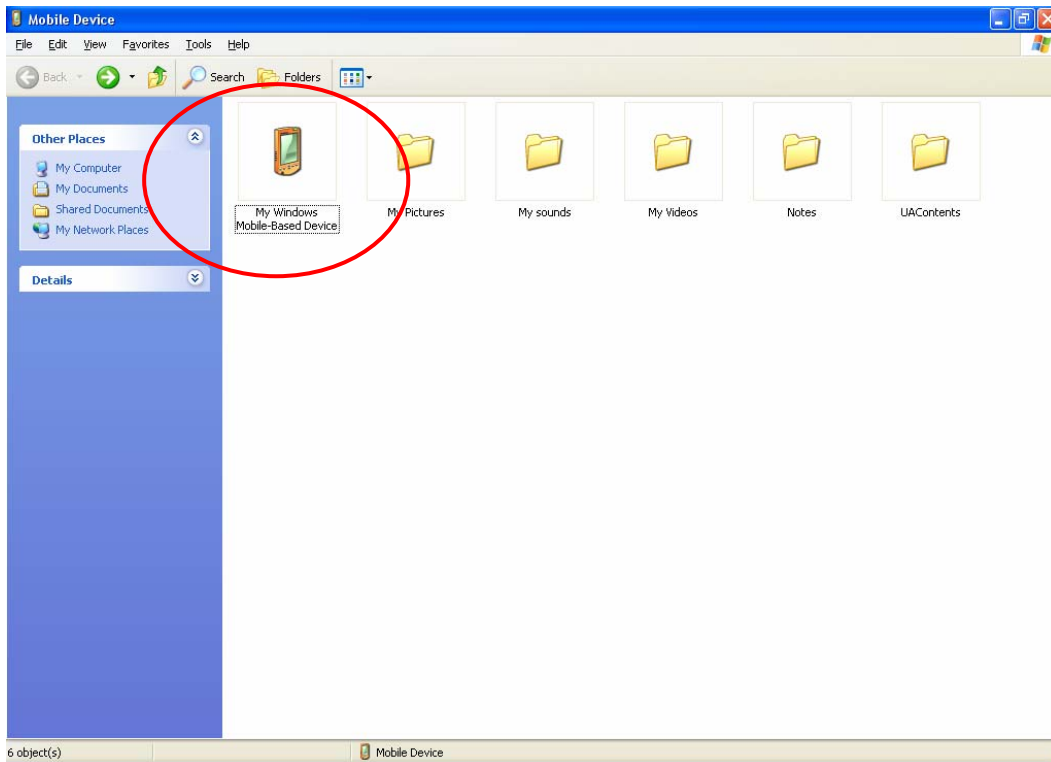 Mobile Device
File Edit View Favorites Tools Help
Back Search Folders
Other Places
My Computer
My Documents
Shared Documents
My Network Places
Details
My Windows
Mobile-Based Device
My Pictures
My sounds
My Videos
Notes
UAContents
6 object(s) Mobile Device